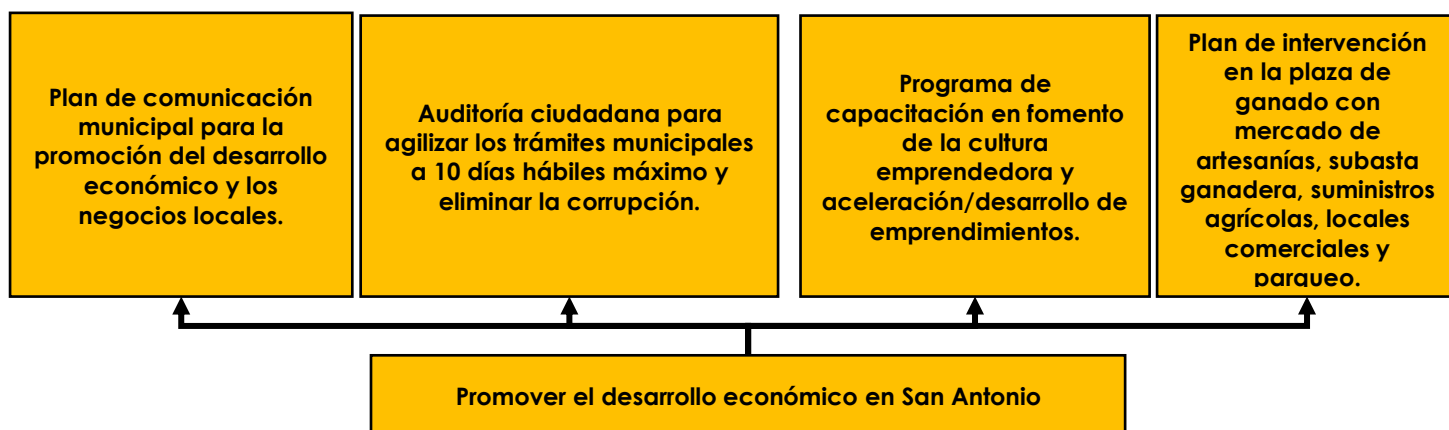 Plan de comunicación
municipal para la
promoción del desarrollo
económico y los
negocios locales.
Auditoría ciudadana para
agilizar los trámites municipales
a 10 días hábiles máximo y
eliminar la corrupción.
Programa de
capacitación en fomento
de la cultura
emprendedora y
aceleración/desarrollo de
emprendimientos.
Plan de intervención
en la plaza de
ganado con
mercado de
artesanías, subasta
ganadera, suministros
agrícolas, locales
comerciales y
parqueo.
Promover el desarrollo económico en San Antonio